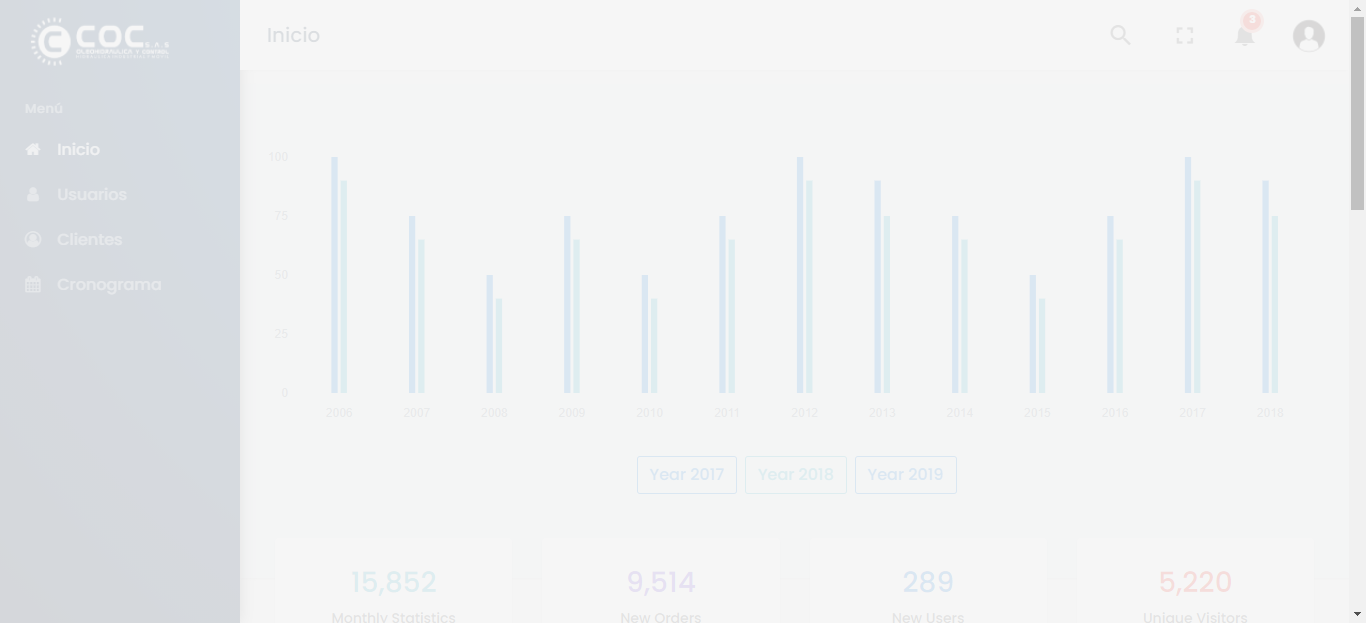 COC S.A.S
OLEOHIDRÁULICA Y CONTROL
Inicio
3
Menú
Inicio
Usuarios
Clientes
Cronograma
100
75
50
25
0
2006 2007 2008 2009 2010 2011 2012 2013 2014 2015 2016 2017 2018
Year 2017 Year 2018 Year 2019
15,852 9,514 289 5,220
Monthly Statistics New Orders New Users Unique Visitors